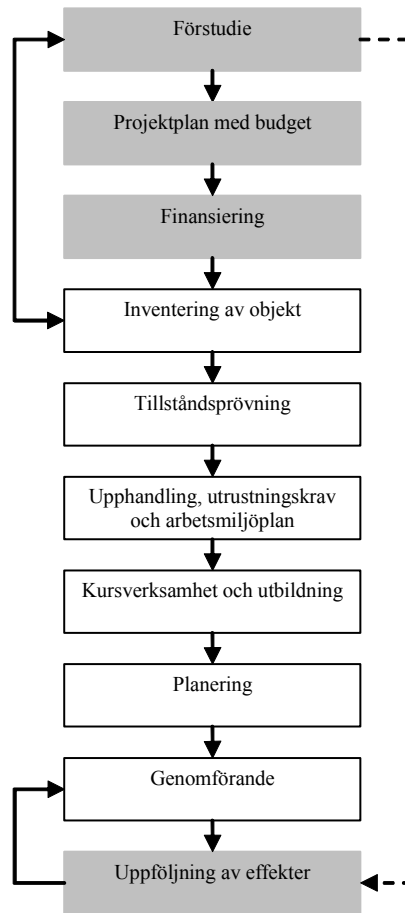 Förstudie
Projektplan med budget
Finansiering
Inventering av objekt
Tillståndsprövning
Upphandling, utrustningskrav
och arbetsmiljöplan
Kursverksamhet och utbildning
Planering
Genomförande
Uppföljning av effekter